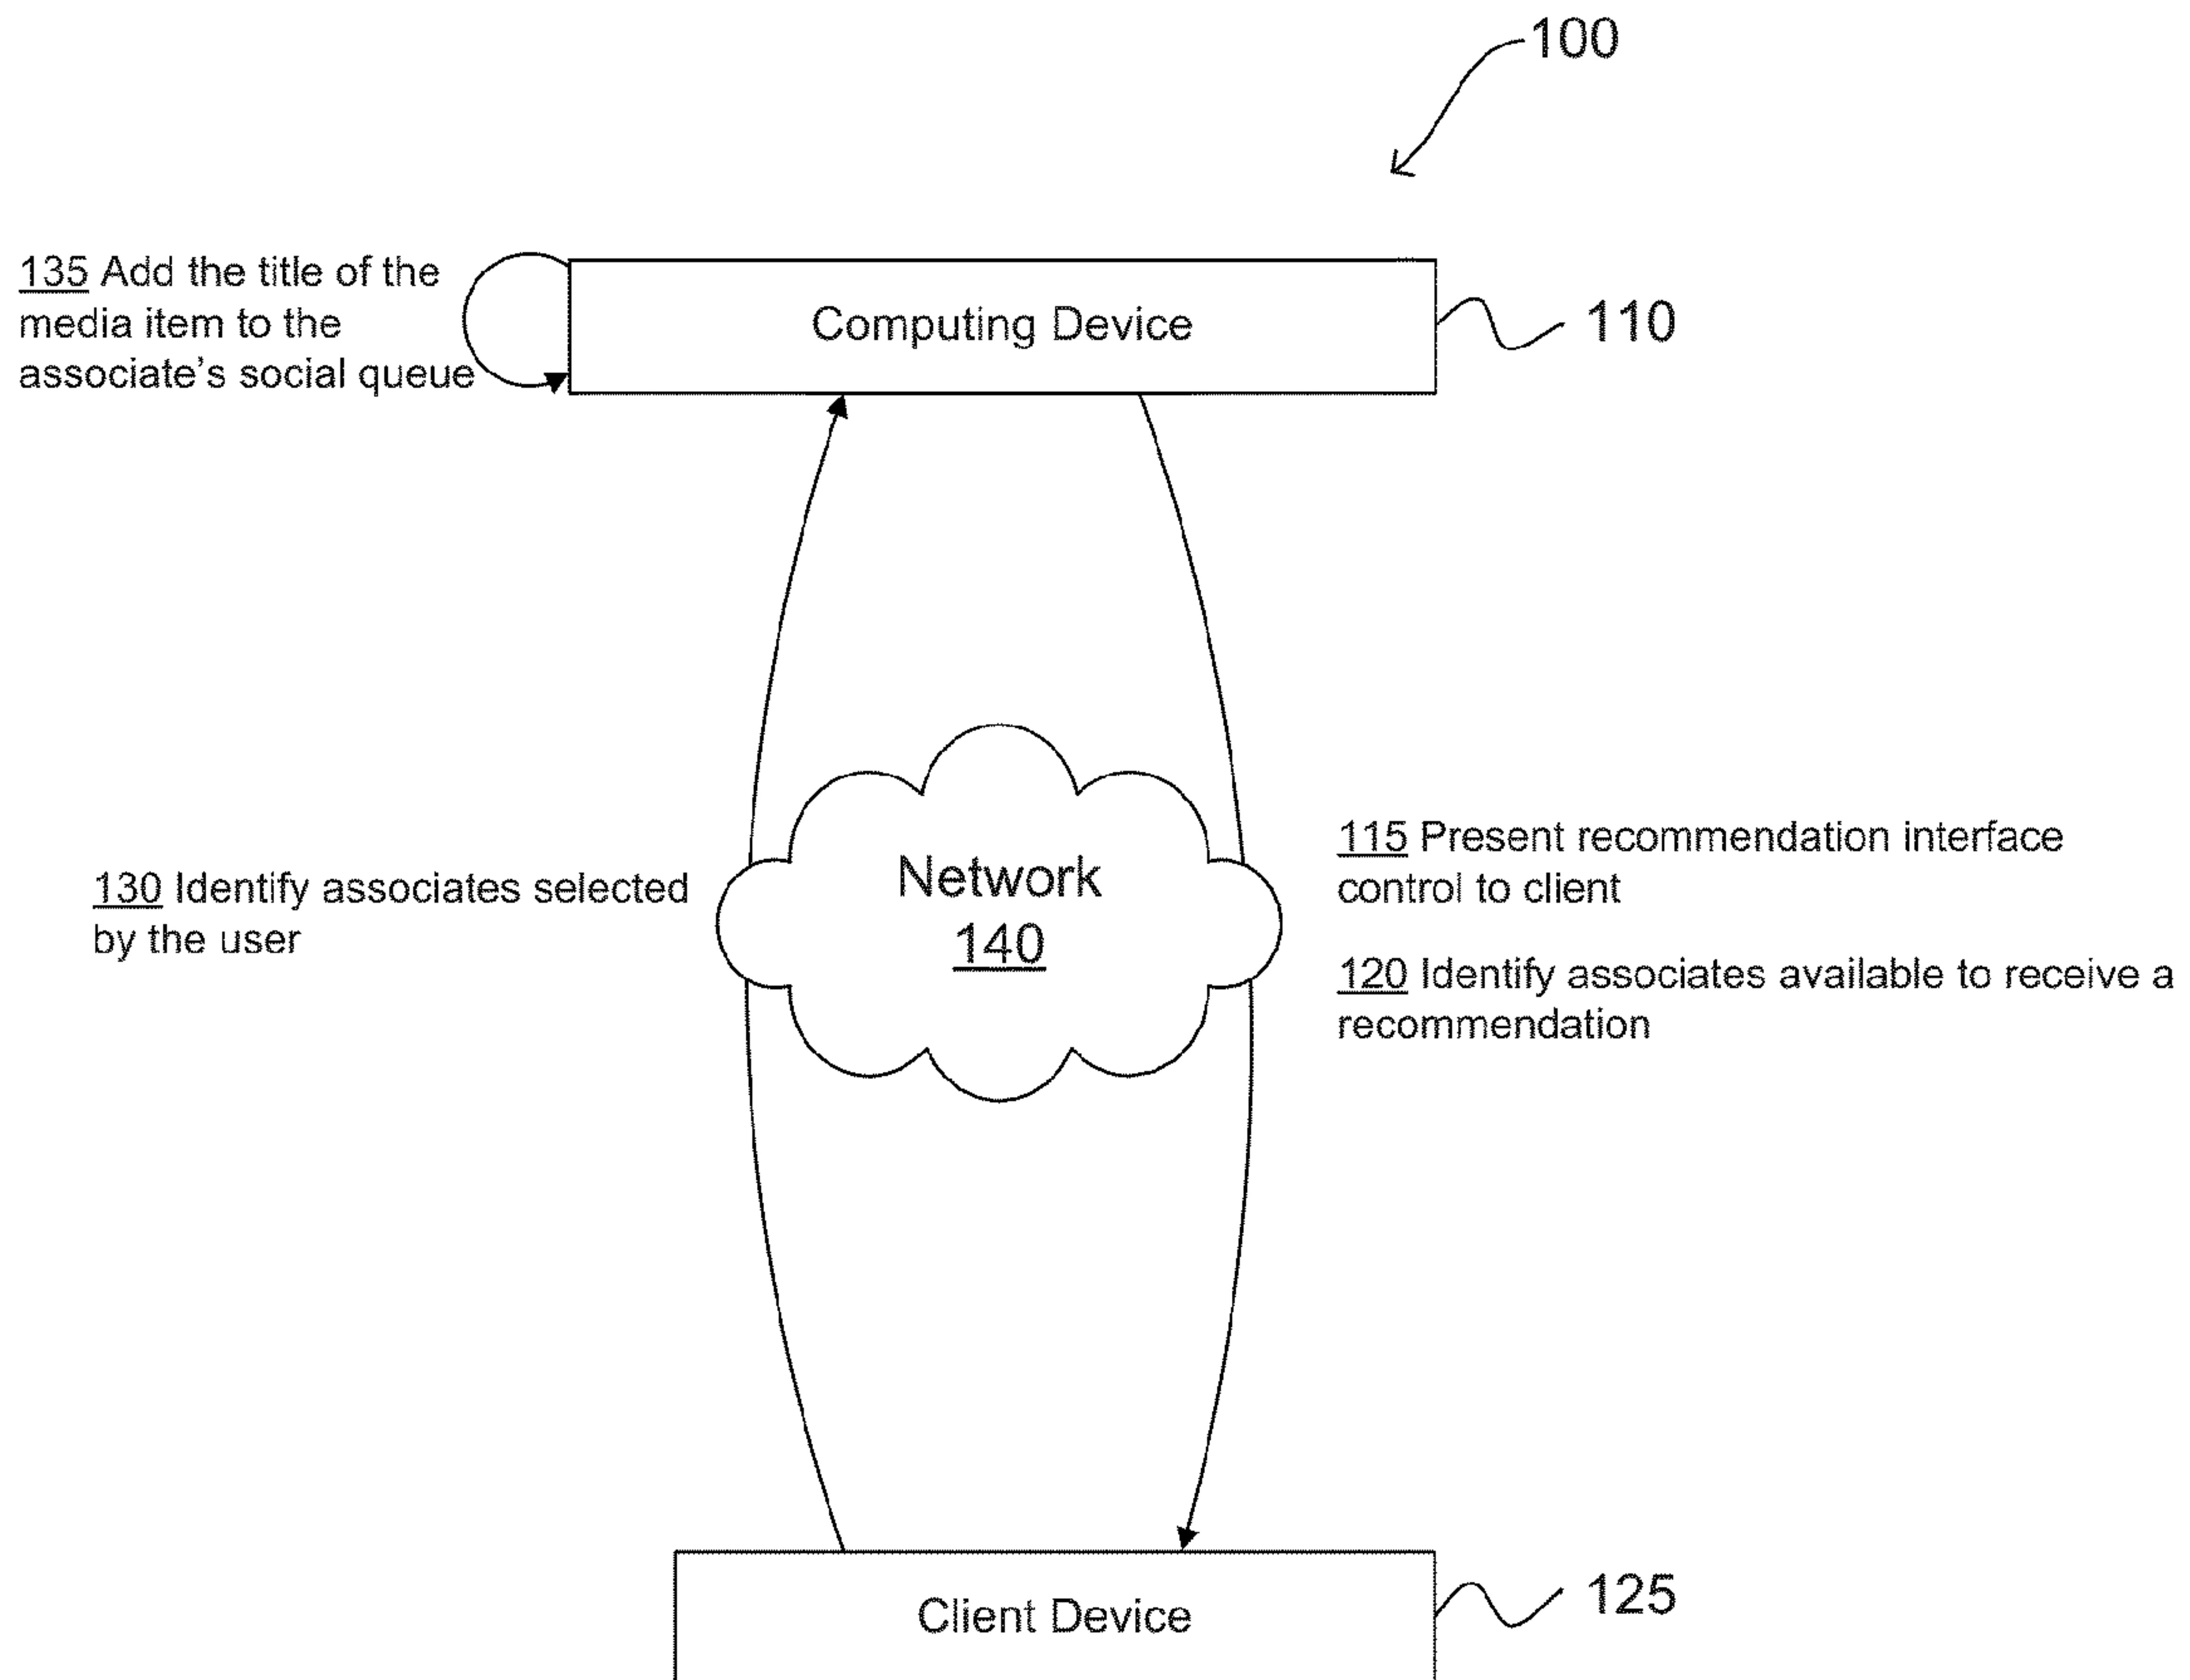 100
135 Add the title of the
media item to the
associate's social queue
Computing Device
110
130 Identify associates selected
by the user
Network
140
115 Present recommendation interface
control to client
120 Identify associates available to receive a
recommendation
Client Device
125